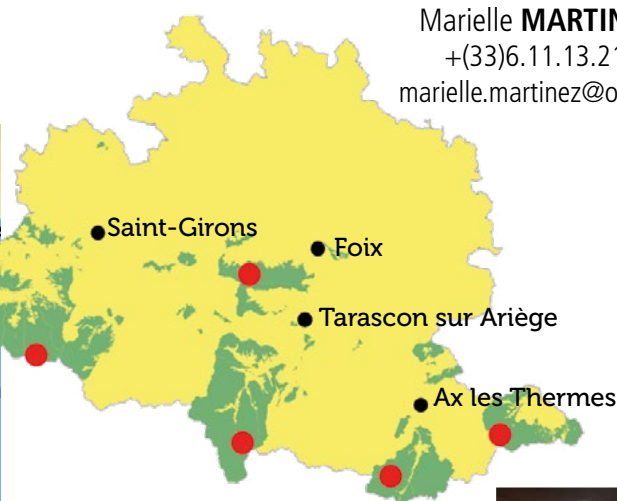 Marielle MARTIN
+(33)6.11.13.21
marielle.martinez@o
Saint-Girons
Foix
Tarascon sur Ariège
Ax les Thermes